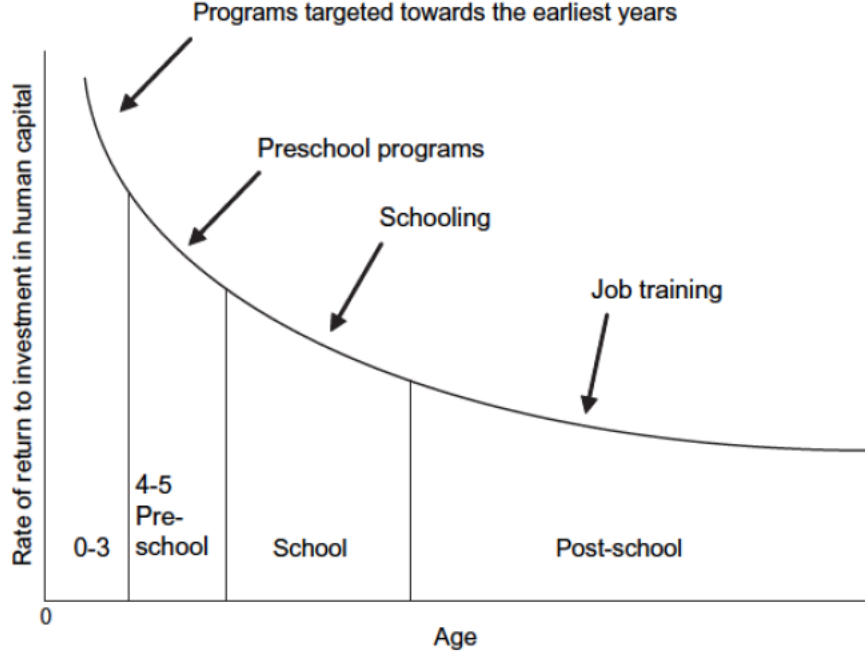 Programs targeted towards the earliest years
Rate of return to investment in human capital
Preschool programs
Schooling
Job training
0-3
4-5
Pre-
school
School
Post-school
0
Age